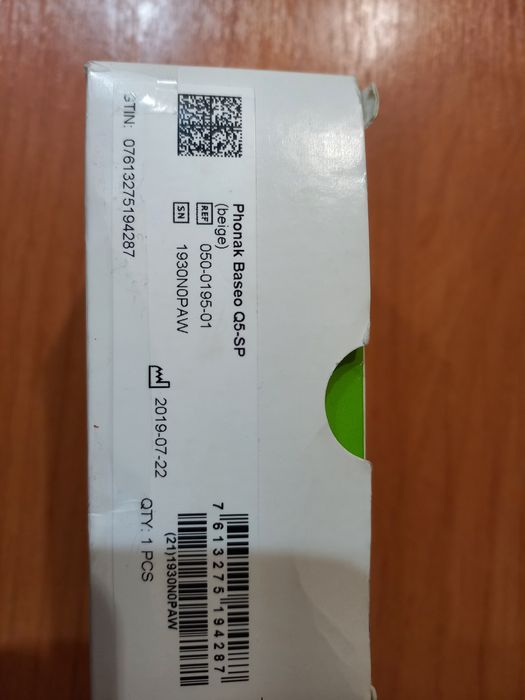 Phonak Baseo Q5-SP
(beige)
REF 050-0195-01
SN 1930N0PAW
GTIN: 07613275194287
2019-07-22
QTY: 1 PCS
7 613275 194287
(21)1930N0PAW